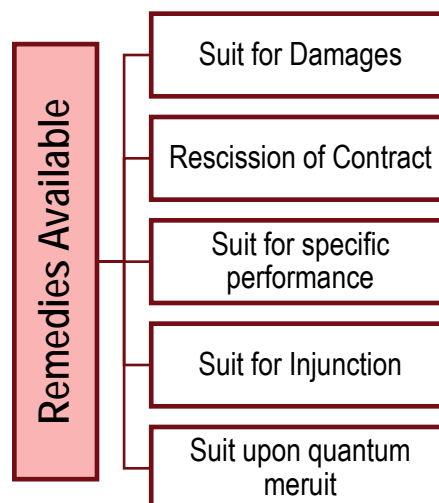 Remedies Available
Suit for Damages
Rescission of Contract
Suit for specific
performance
Suit for Injunction
Suit upon quantum
meruit